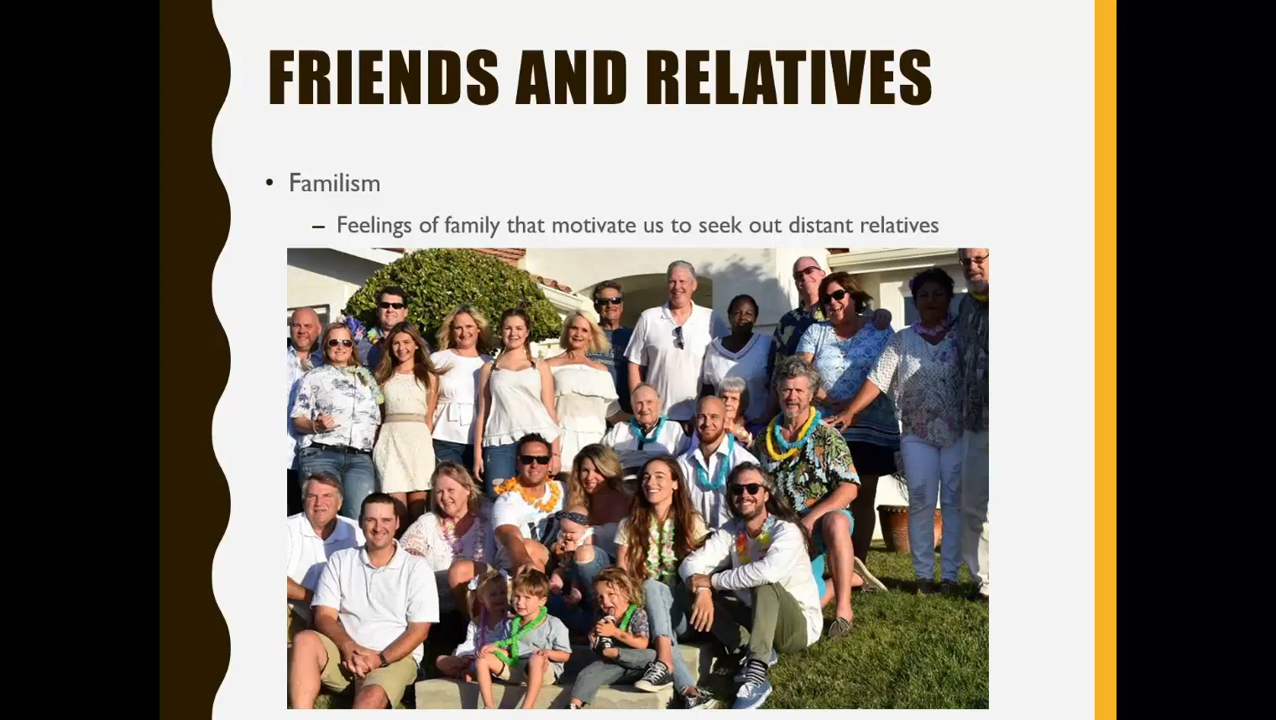 FRIENDS AND RELATIVES
• Familism
– Feelings of family that motivate us to seek out distant relatives